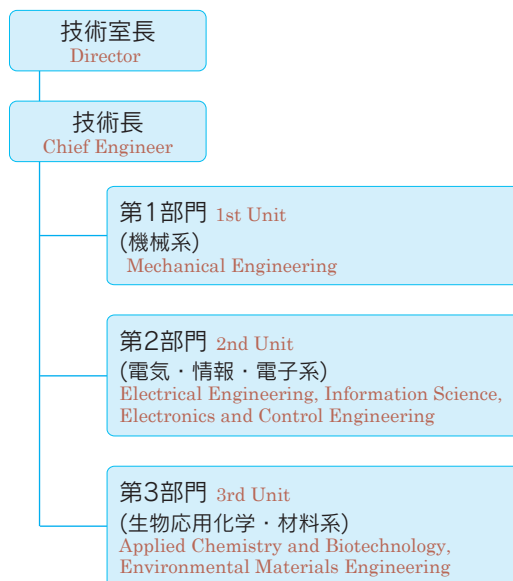 技術室長
Director
技術長
Chief Engineer
第1部門 1st Unit
(機械系)
Mechanical Engineering
第2部門 2nd Unit
(電気・情報・電子系)
Electrical Engineering, Information Science,
Electronics and Control Engineering
第3部門 3rd Unit
(生物応用化学・材料系)
Applied Chemistry and Biotechnology,
Environmental Materials Engineering